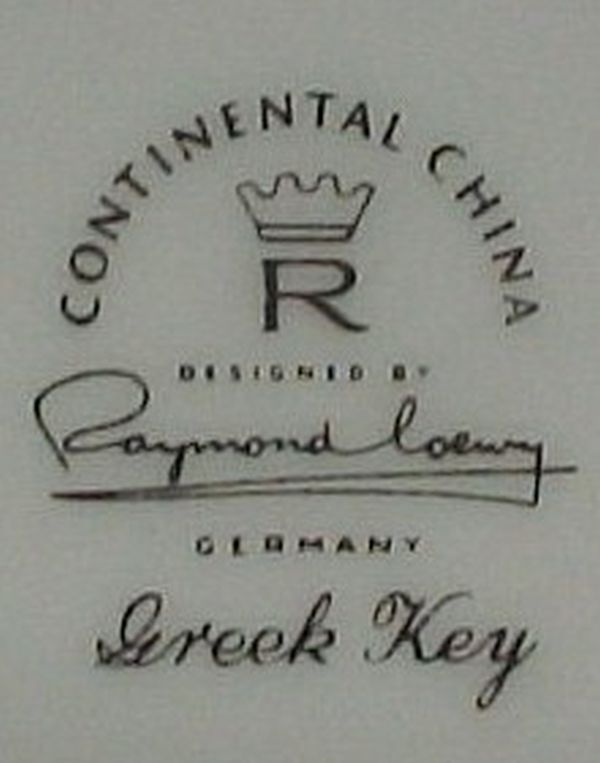 CONTINENTAL CHINA
R
DESIGNED BY
Raymond Loewy
GERMANY
Greek Key